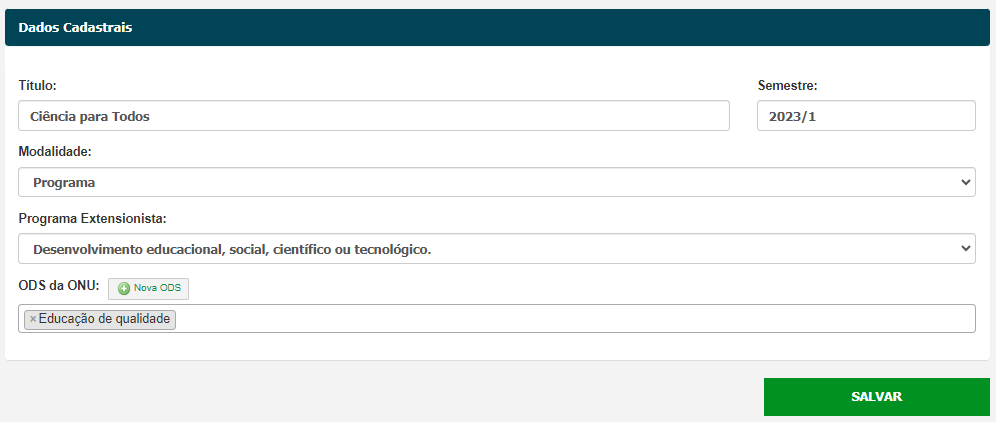 Dados Cadastrais
Título: Semestre:
Ciência para Todos 2023/1
Modalidade:
Programa
Programa Extensionista:
Desenvolvimento educacional, social, científico ou tecnológico.
ODS da ONU: Nova ODS
×Educação de qualidade
SALVAR